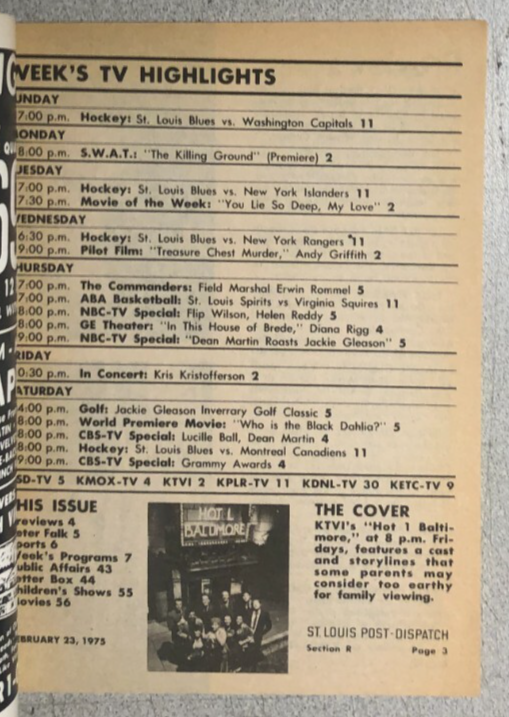 WEEK'S TV HIGHLIGHTS
UNDAY
7:00 p.m. Hockey: St. Louis Blues vs. Washington Capitals 11
ONDAY
8:00 p.m. S.W.A.T.: "The Killing Ground" (Premiere) 2
UESDAY
7:00 p.m. Hockey: St. Louis Blues vs. New York Islanders 11
7:30 p.m. Movie of the Week: "You Lie So Deep, My Love" 2
WEDNESDAY
6:30 p.m. Hockey: St. Louis Blues vs. New York Rangers 11
9:00 p.m. Pilot Film: "Treasure Chest Murder," Andy Griffith 2
HURSDAY
7:00 p.m. The Commanders: Field Marshal Erwin Rommel 5
7:00 p.m. ABA Basketball: St. Louis Spirits vs Virginia Squires 11
8:00 p.m. NBC-TV Special: Flip Wilson, Helen Reddy 5
8:00 p.m. GE Theater: "In This House of Brede," Diana Rigg 4
9:00 p.m. NBC-TV Special: "Dean Martin Roasts Jackie Gleason" 5
RIDAY
0:30 p.m. In Concert: Kris Kristofferson 2
ATURDAY
4:00 p.m. Golf: Jackie Gleason Inverrary Golf Classic 5
8:00 p.m. World Premiere Movie: "Who is the Black Dahlia?" 5
8:00 p.m. CBS-TV Special: Lucille Ball, Dean Martin 4
8:00 p.m. Hockey: St. Louis Blues vs. Montreal Canadiens 11
9:00 p.m. CBS-TV Special: Grammy Awards 4
SD-TV 5 KMOX-TV 4 KTVI 2 KPLR-TV 11 KDNL-TV 30 KETC-TV 9
HIS ISSUE
reviews 4
eter Falk 5
ports 6
eek's Programs 7
ublic Affairs 43
etter Box 44
hildren's Shows 55
ovies 56
EBRUARY 23, 1975
HOT L
BALTIMORE
THE COVER
KTVI's "Hot l Balti-
more," at 8 p.m. Fri-
days, features a cast
and storylines that
some parents may
consider too earthy
for family viewing.
ST. LOUIS POST-DISPATCH
Section R Page 3